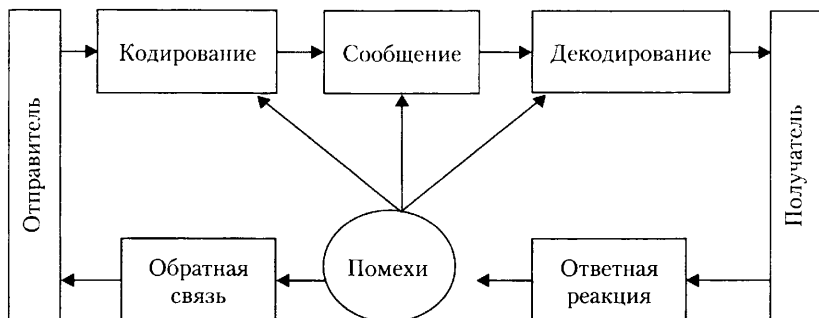 Отправитель
Кодирование
Сообщение
Декодирование
Получатель
Обратная
связь
Помехи
Ответная
реакция